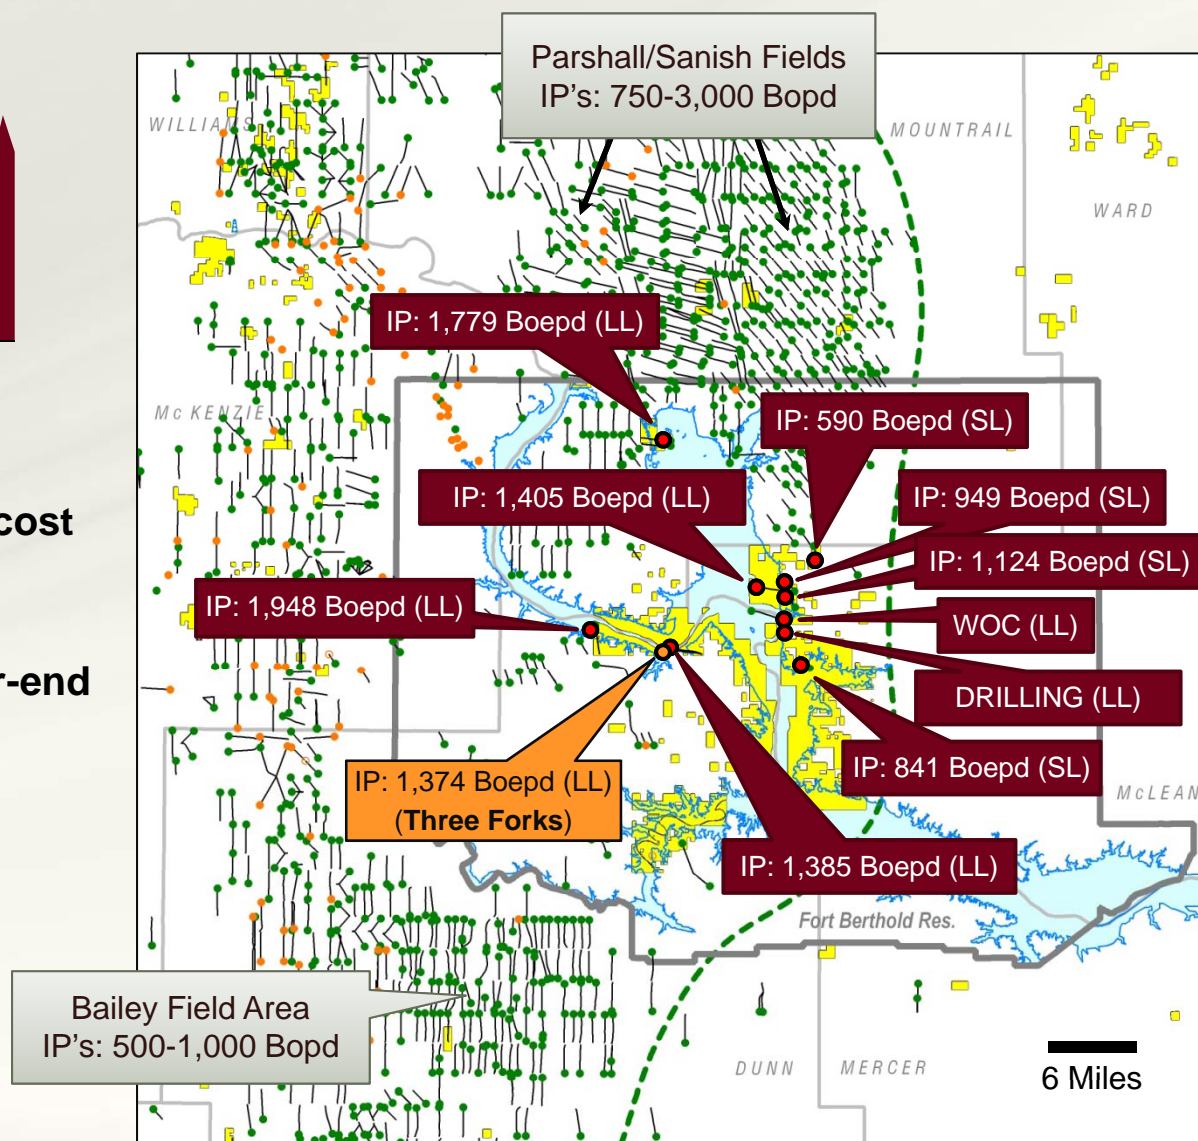 Parshall/Sanish Fields
IP's: 750-3,000 Bopd
WILLIAMS
MOUNTRAIL
WARD
IP: 1,779 Boepd (LL)
Mc KENZIE
IP: 590 Boepd (SL)
IP: 1,405 Boepd (LL)
IP: 949 Boepd (SL)
cost
IP: 1,124 Boepd (SL)
IP: 1,948 Boepd (LL)
WOC (LL)
r-end
DRILLING (LL)
IP: 841 Boepd (SL)
IP: 1,374 Boepd (LL)
(Three Forks)
McLEAN
IP: 1,385 Boepd (LL)
Fort Berthold Res.
Bailey Field Area
IP's: 500-1,000 Bopd
DUNN
MERCER
6 Miles